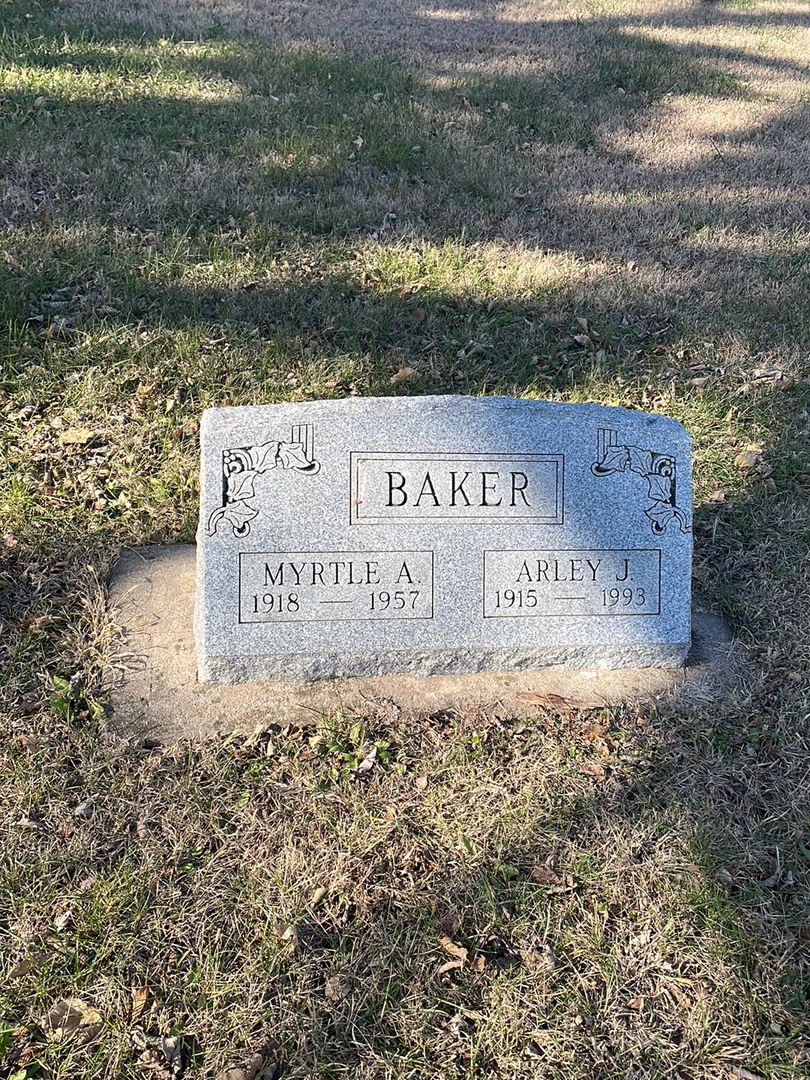 BAKER
MYRTLE A.
1918 — 1957
ARLEY J.
1915 — 1993